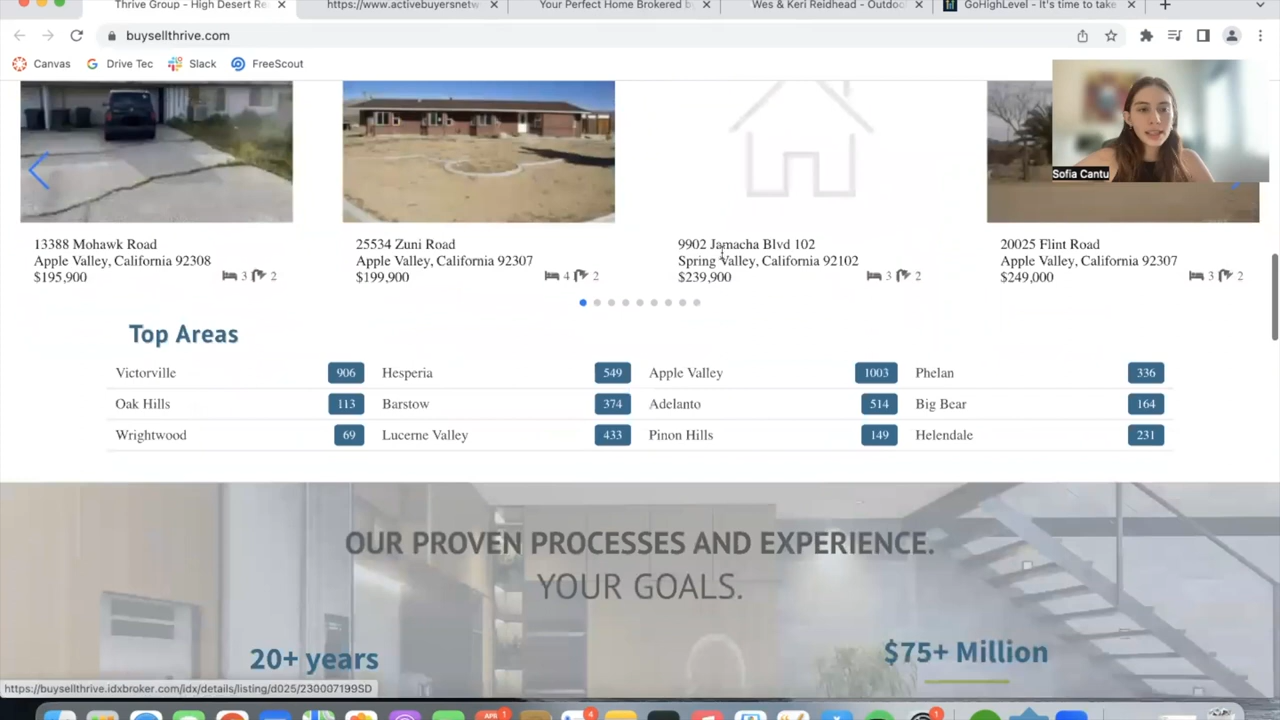 Thrive Group - High Desert Re
https://www.activebuyersnetw
Your Perfect Home Brokered b
Wes & Keri Reidhead - Outdoo
GoHighLevel - It's time to take
buysellthrive.com
Canvas
Drive Tec
Slack
FreeScout
Sofia Cantu
13388 Mohawk Road
Apple Valley, California 92308
$195,900
3 2
25534 Zuni Road
Apple Valley, California 92307
$199,900
4 2
9902 Jamacha Blvd 102
Spring Valley, California 92102
$239,900
3 2
20025 Flint Road
Apple Valley, California 92307
$249,000
3 2
Top Areas
Victorville 906 Hesperia 549 Apple Valley 1003 Phelan 336
Oak Hills 113 Barstow 374 Adelanto 514 Big Bear 164
Wrightwood 69 Lucerne Valley 433 Pinon Hills 149 Helendale 231
OUR PROVEN PROCESSES AND EXPERIENCE.
YOUR GOALS.
20+ years
$75+ Million
https://buysellthrive.idxbroker.com/idx/details/listing/d025/230007199SD
APR 1
4
1